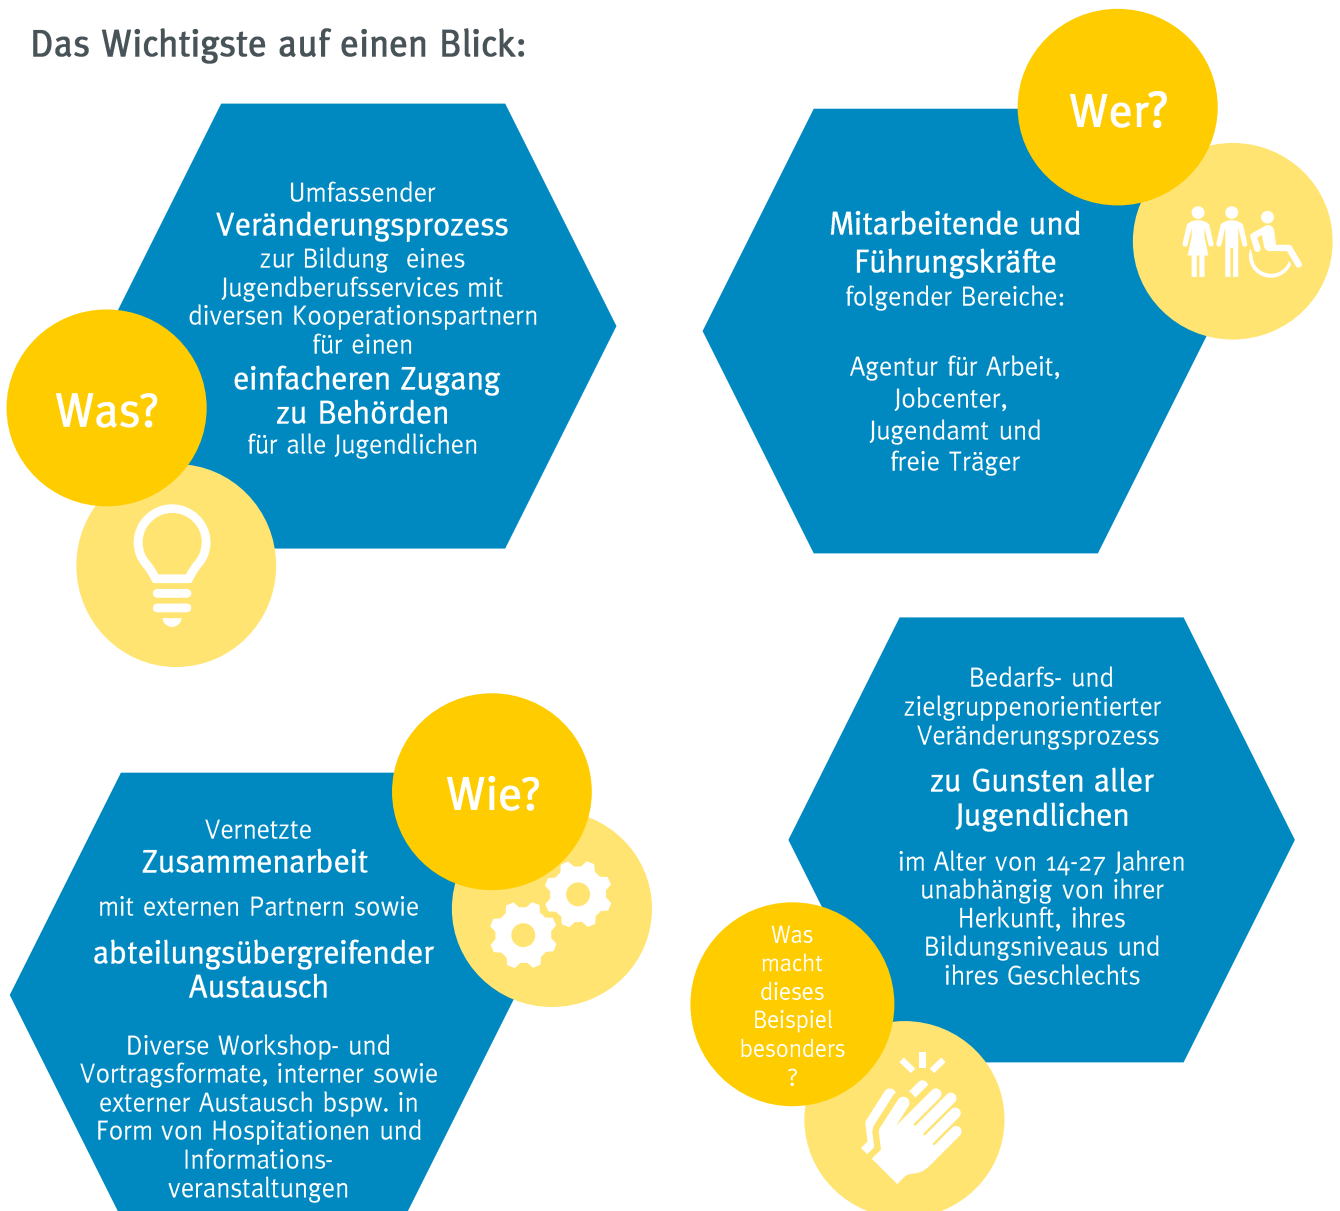 Das Wichtigste auf einen Blick:
Umfassender
Veränderungsprozess
zur Bildung eines
Jugendberufsservices mit
diversen Kooperationspartnern
für einen
einfacheren Zugang
zu Behörden
für alle Jugendlichen
Was?
Wer?
Mitarbeitende und
Führungskräfte
folgender Bereiche:
Agentur für Arbeit,
Jobcenter,
Jugendamt und
freie Träger
Wie?
Vernetzte
Zusammenarbeit
mit externen Partnern sowie
abteilungsübergreifender
Austausch
Diverse Workshop- und
Vortragsformate, interner sowie
externer Austausch bspw. in
Form von Hospitationen und
Informations-
veranstaltungen
Bedarfs- und
zielgruppenorientierter
Veränderungsprozess
zu Gunsten aller
Jugendlichen
im Alter von 14-27 Jahren
unabhängig von ihrer
Herkunft, ihres
Bildungsniveaus und
ihres Geschlechts
Was
macht
dieses
Beispiel
besonders
?